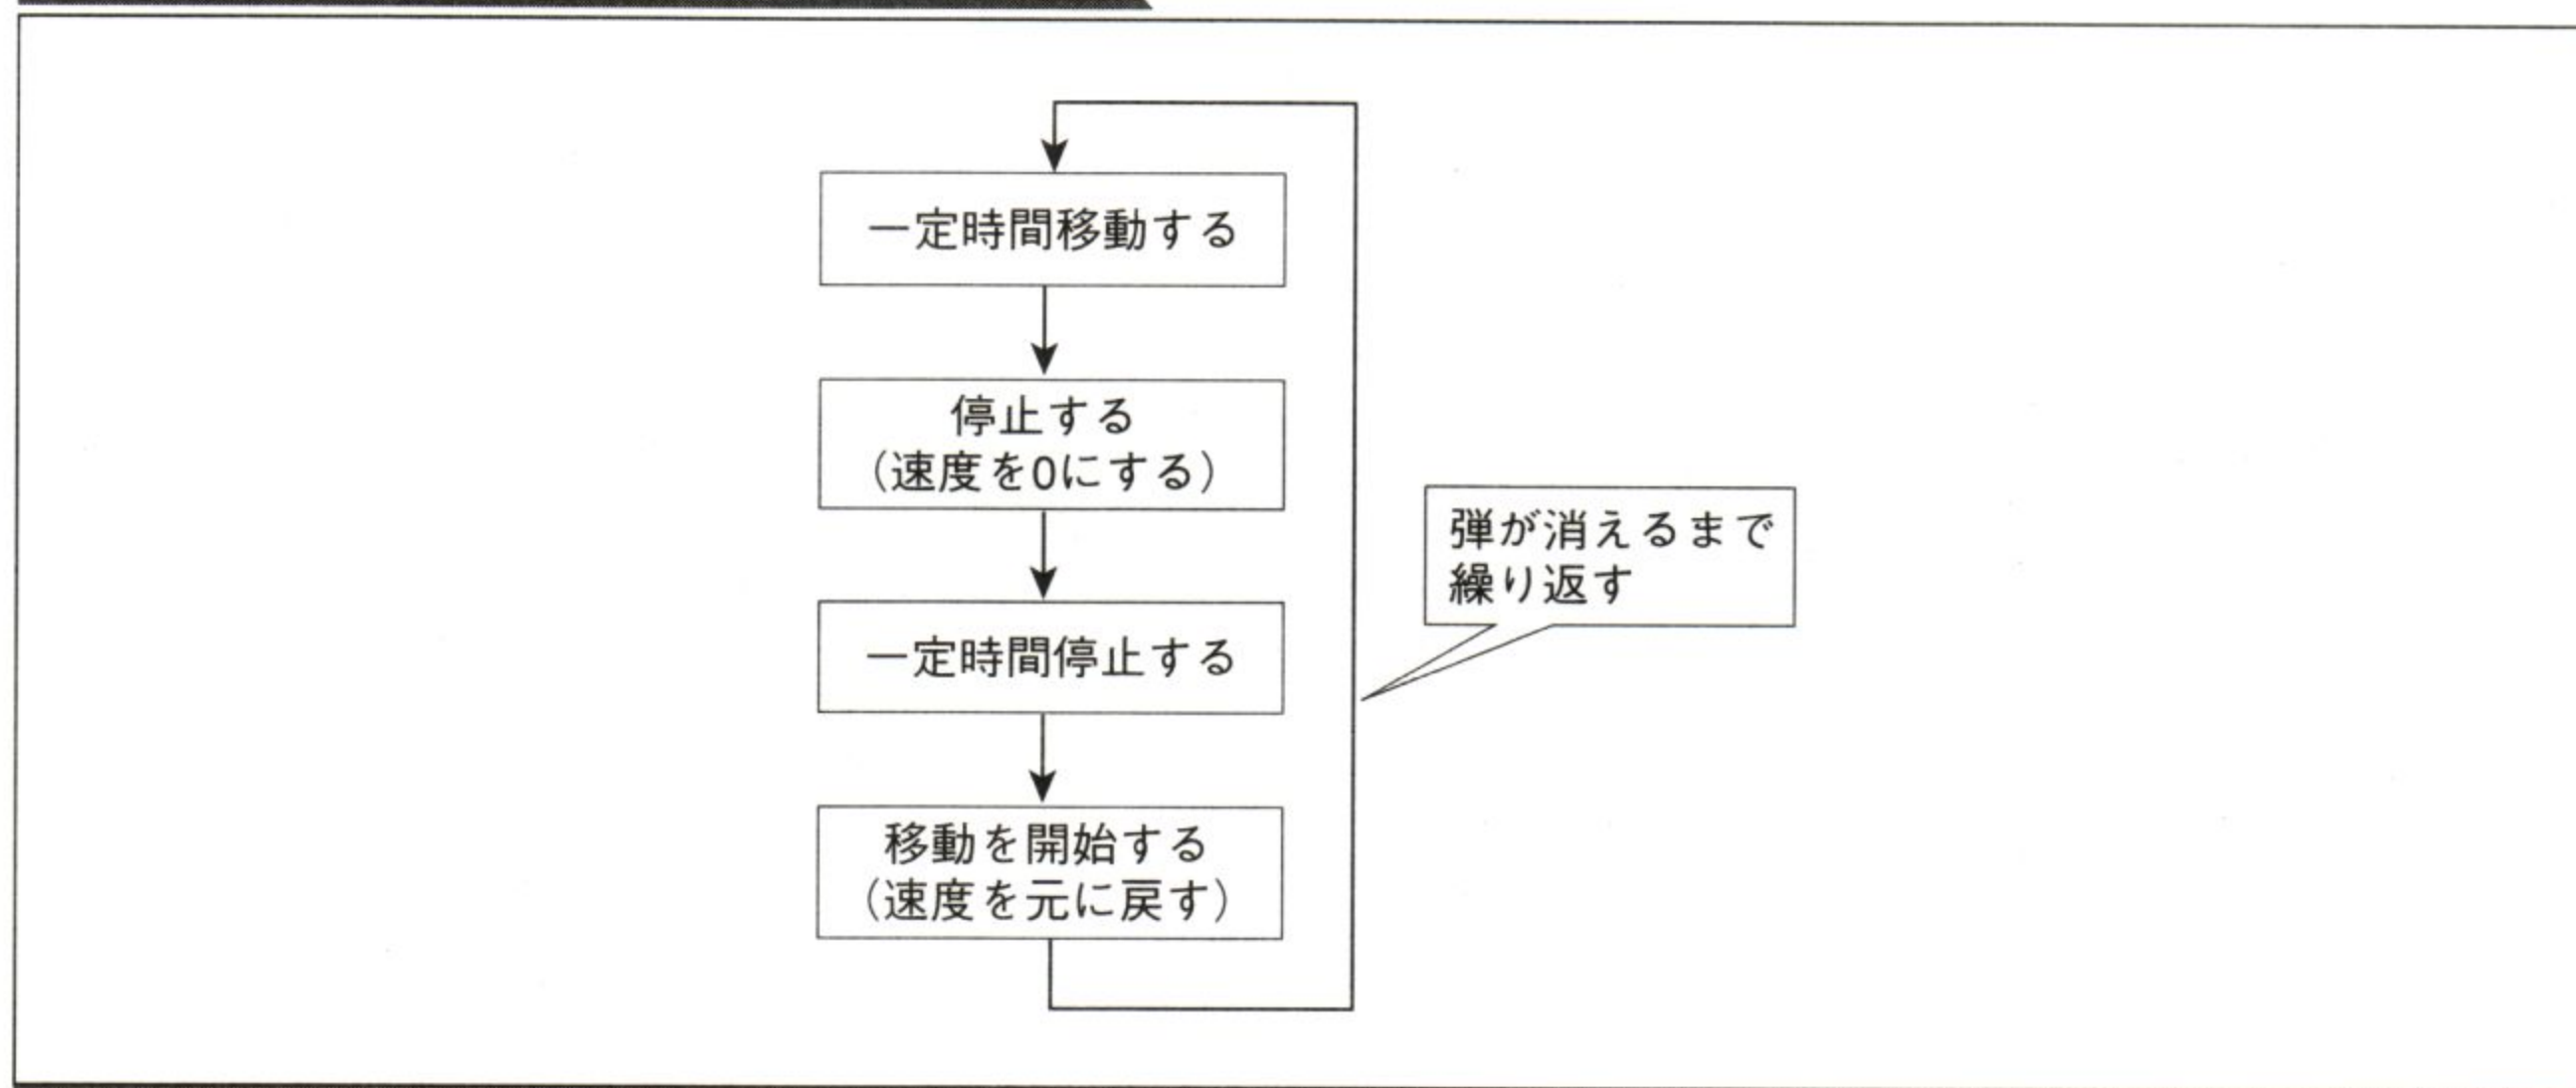 一定時間移動する
停止する
(速度を0にする)
一定時間停止する
移動を開始する
(速度を元に戻す)
弾が消えるまで
繰り返す